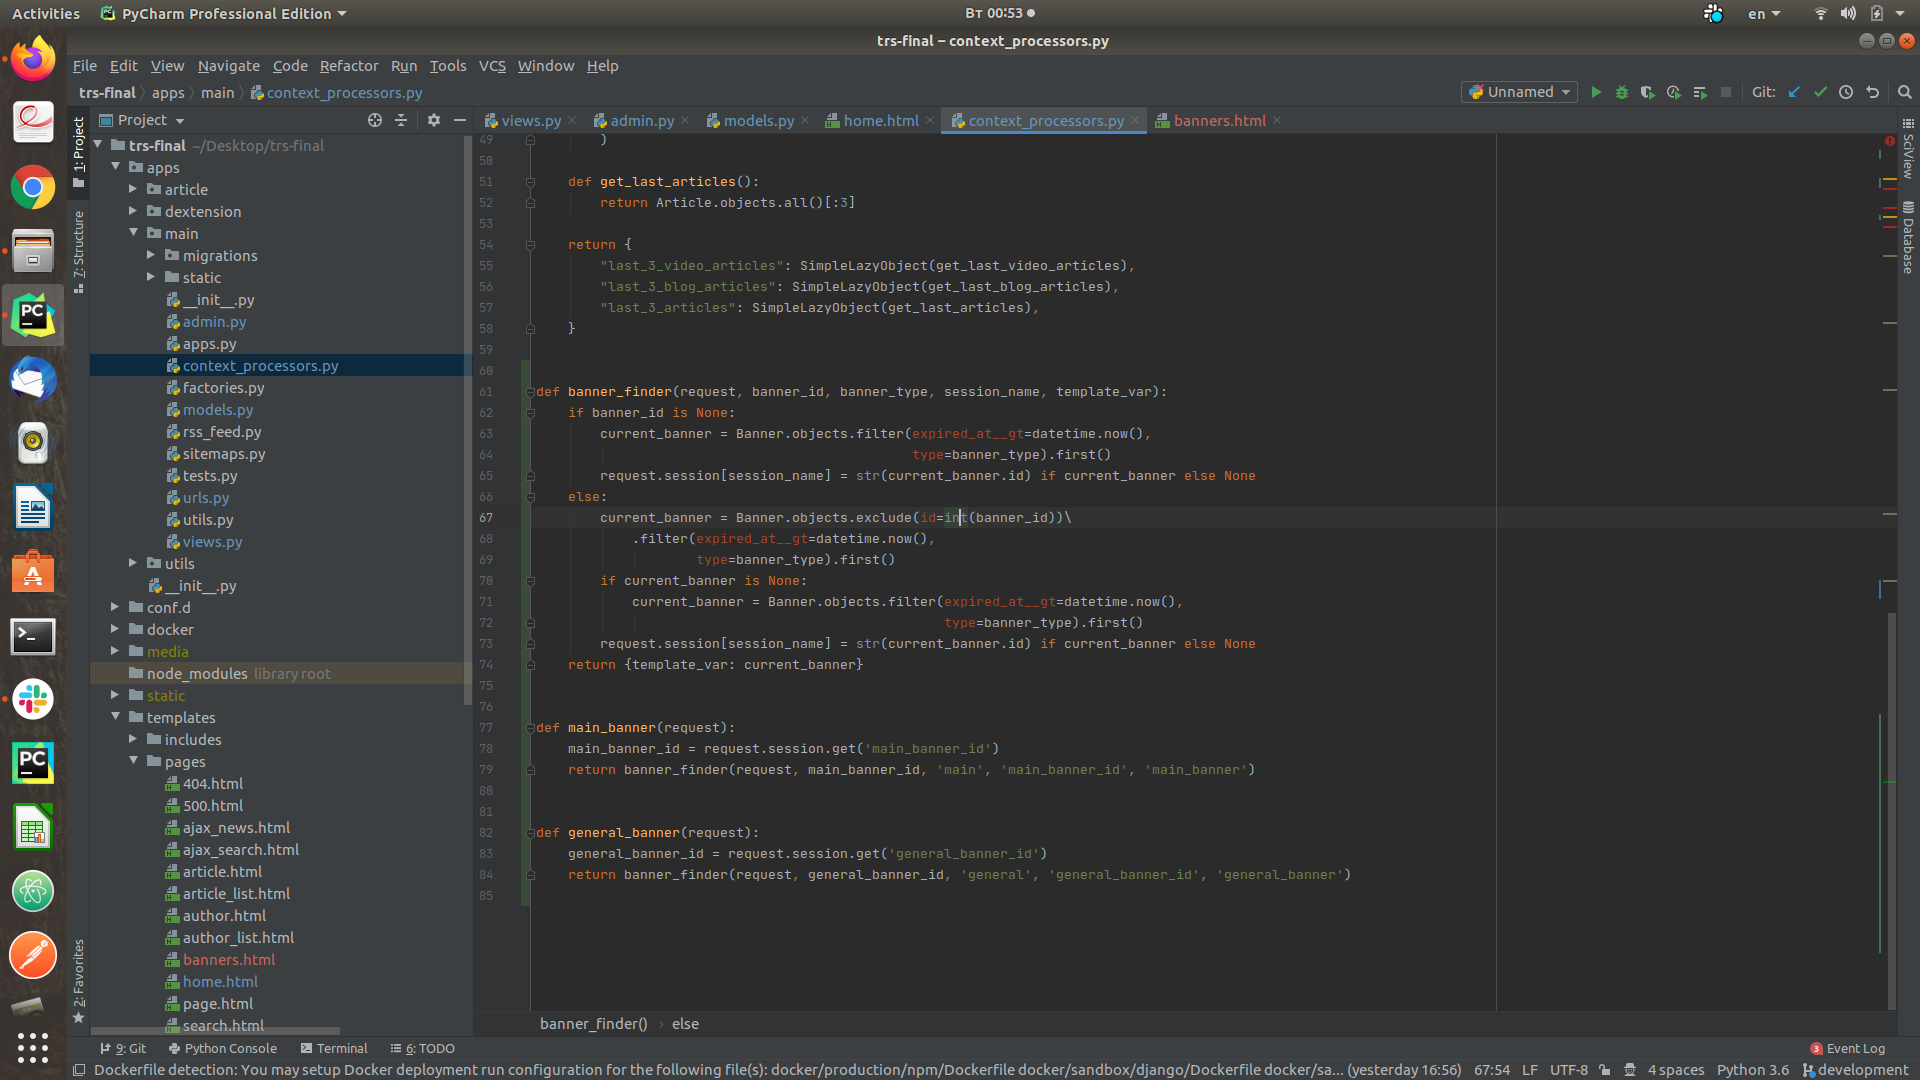 Activities
PyCharm Professional Edition
Вт 00:53
en
trs-final – context_processors.py
File Edit View Navigate Code Refactor Run Tools VCS Window Help
trs-final apps main context_processors.py
Unnamed
Git:
Project
views.py admin.py models.py home.html context_processors.py banners.html
1: Project
7: Structure
2: Favorites
SciView
Database
trs-final ~/Desktop/trs-final
apps
article
dextension
main
migrations
static
__init__.py
admin.py
apps.py
context_processors.py
factories.py
models.py
rss_feed.py
sitemaps.py
tests.py
urls.py
utils.py
views.py
utils
__init__.py
conf.d
docker
media
node_modules library root
static
templates
includes
pages
404.html
500.html
ajax_news.html
ajax_search.html
article.html
article_list.html
author.html
author_list.html
banners.html
home.html
page.html
search.html
49 )
50
51 def get_last_articles():
52 return Article.objects.all()[:3]
53
54 return {
55 "last_3_video_articles": SimpleLazyObject(get_last_video_articles),
56 "last_3_blog_articles": SimpleLazyObject(get_last_blog_articles),
57 "last_3_articles": SimpleLazyObject(get_last_articles),
58 }
59
60
61 def banner_finder(request, banner_id, banner_type, session_name, template_var):
62 if banner_id is None:
63 current_banner = Banner.objects.filter(expired_at__gt=datetime.now(),
64 type=banner_type).first()
65 request.session[session_name] = str(current_banner.id) if current_banner else None
66 else:
67 current_banner = Banner.objects.exclude(id=int(banner_id))\
68 .filter(expired_at__gt=datetime.now(),
69 type=banner_type).first()
70 if current_banner is None:
71 current_banner = Banner.objects.filter(expired_at__gt=datetime.now(),
72 type=banner_type).first()
73 request.session[session_name] = str(current_banner.id) if current_banner else None
74 return {template_var: current_banner}
75
76
77 def main_banner(request):
78 main_banner_id = request.session.get('main_banner_id')
79 return banner_finder(request, main_banner_id, 'main', 'main_banner_id', 'main_banner')
80
81
82 def general_banner(request):
83 general_banner_id = request.session.get('general_banner_id')
84 return banner_finder(request, general_banner_id, 'general', 'general_banner_id', 'general_banner')
85
banner_finder() else
9: Git Python Console Terminal 6: TODO
3 Event Log
Dockerfile detection: You may setup Docker deployment run configuration for the following file(s): docker/production/npm/Dockerfile docker/sandbox/django/Dockerfile docker/sa... (yesterday 16:56) 67:54 LF UTF-8 4 spaces Python 3.6 development